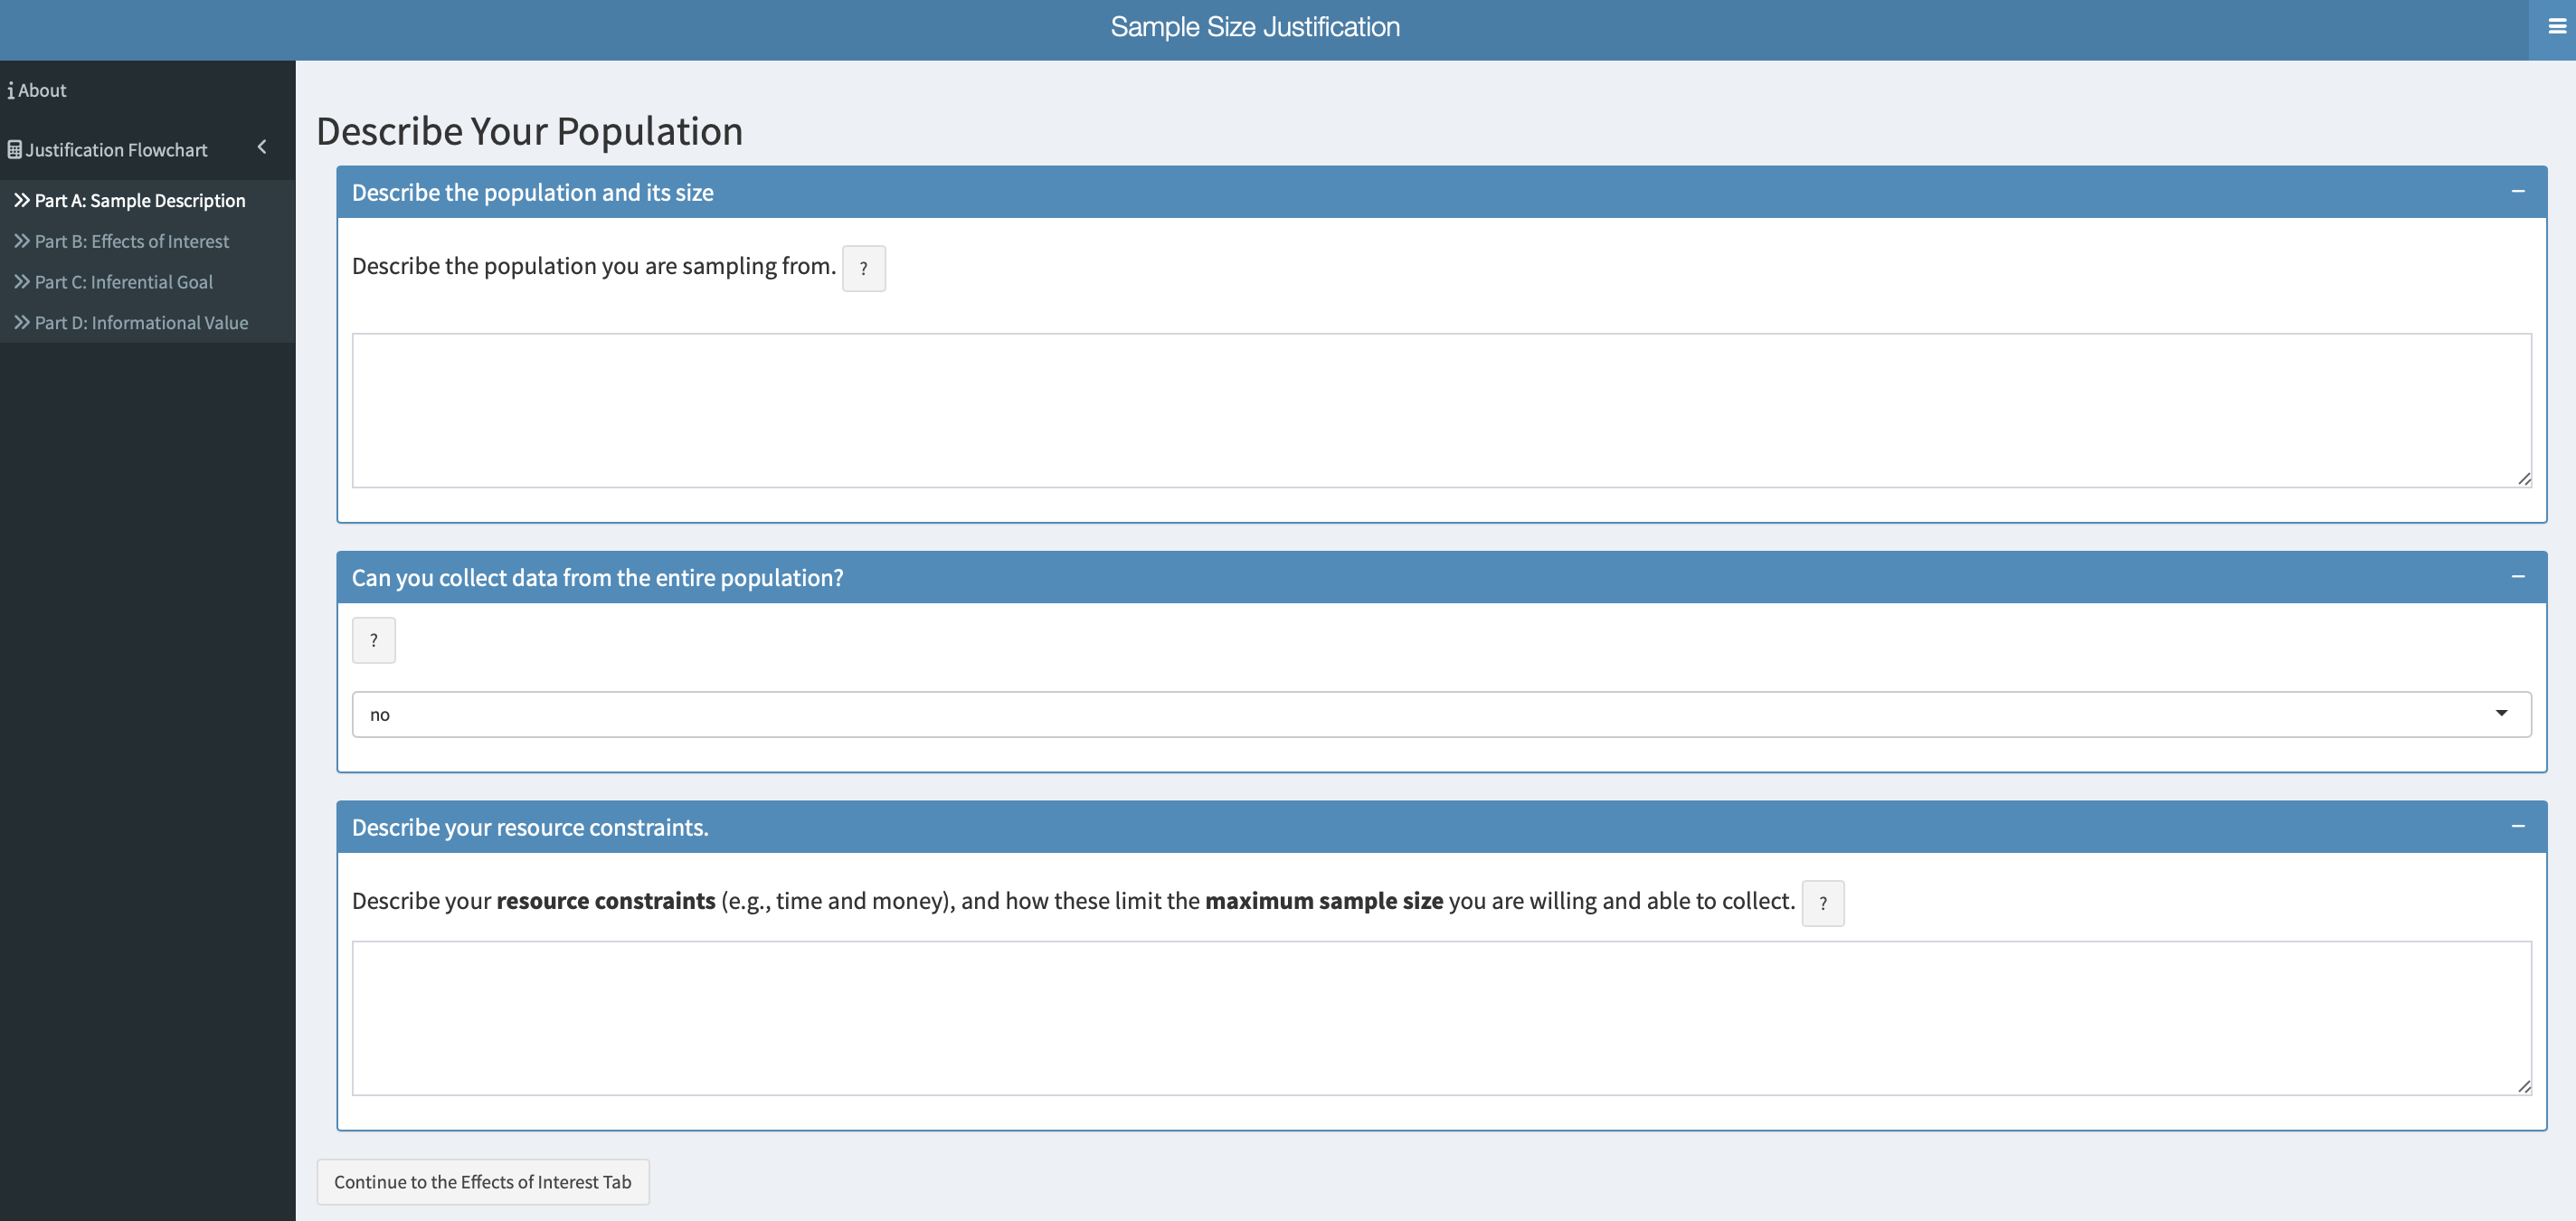 Sample Size Justification
About
Justification Flowchart
Part A: Sample Description
Part B: Effects of Interest
Part C: Inferential Goal
Part D: Informational Value
Describe Your Population
Describe the population and its size
Describe the population you are sampling from. ?
Can you collect data from the entire population?
?
no
Describe your resource constraints.
Describe your resource constraints (e.g., time and money), and how these limit the maximum sample size you are willing and able to collect. ?
Continue to the Effects of Interest Tab